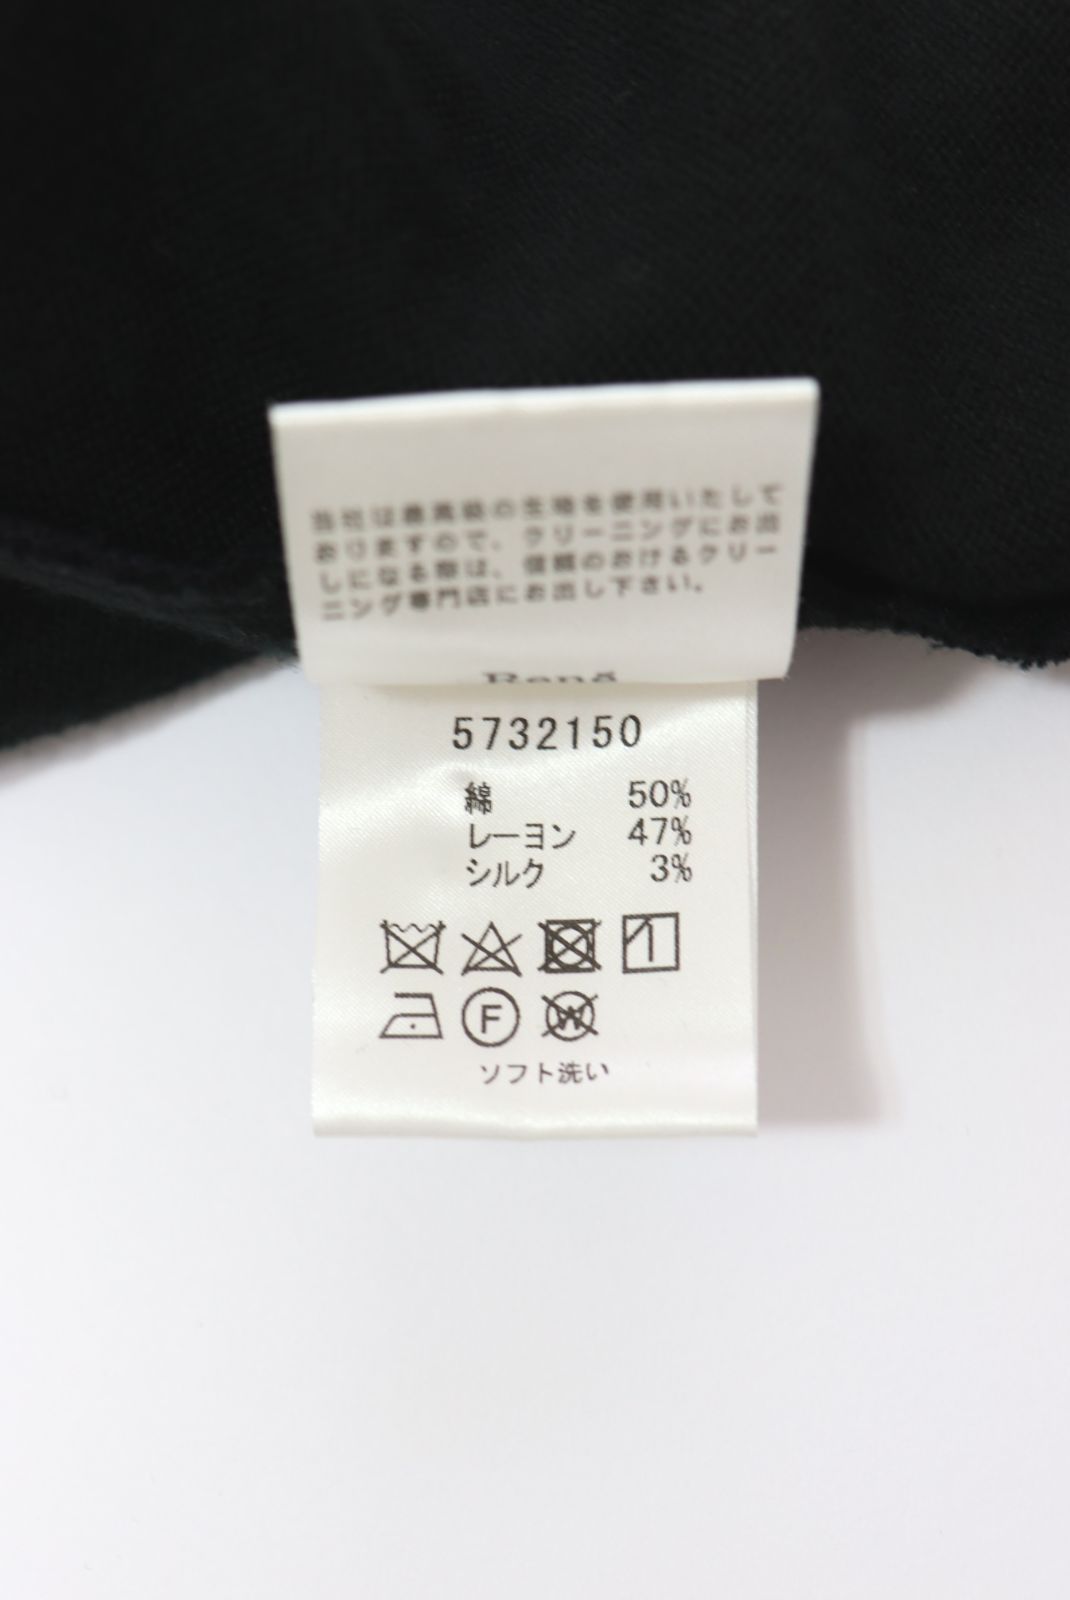 当社は最高級の生地を使用いたして
おりますので、クリーニングにお出
しになる際は、信頼のおけるクリー
ニング専門店にお出し下さい。
René
5732150
綿 50%
レーヨン 47%
シルク 3%
F
W
ソフト洗い